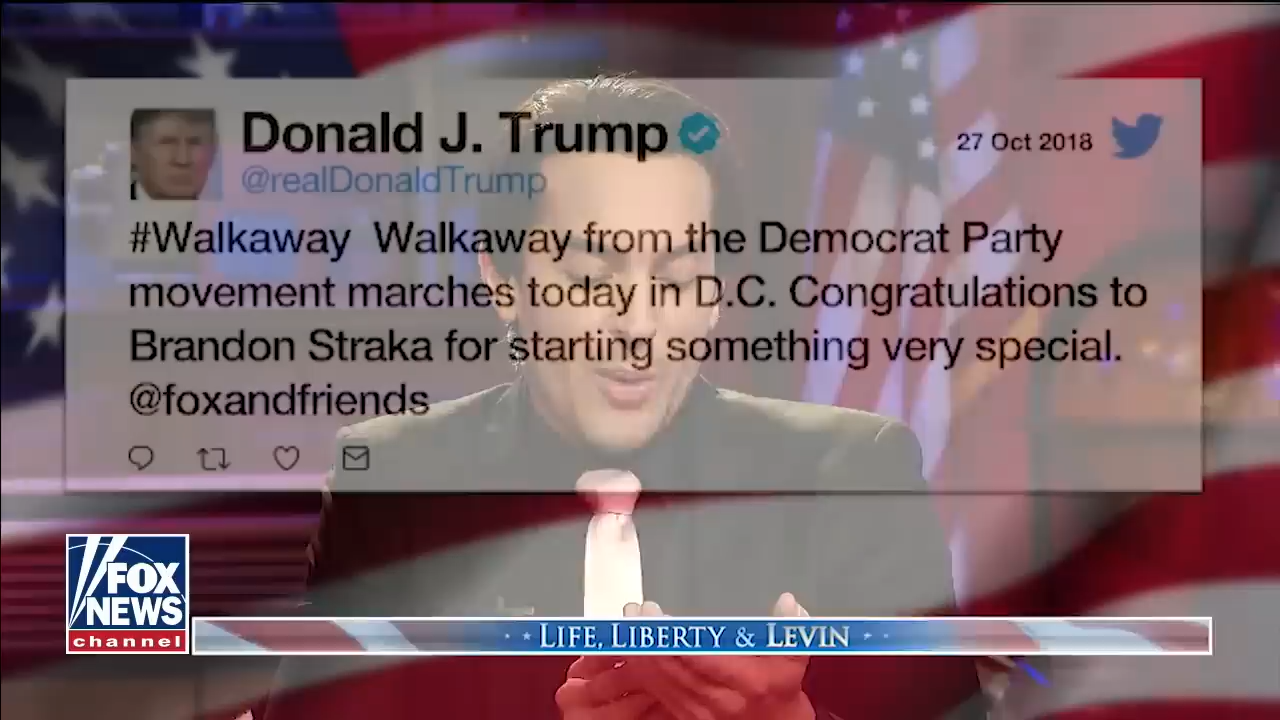 Donald J. Trump
27 Oct 2018
@realDonaldTrump
#Walkaway  Walkaway from the Democrat Party
movement marches today in D.C. Congratulations to
Brandon Straka for starting something very special.
@foxandfriends
FOX
NEWS
channel
LIFE, LIBERTY & LEVIN